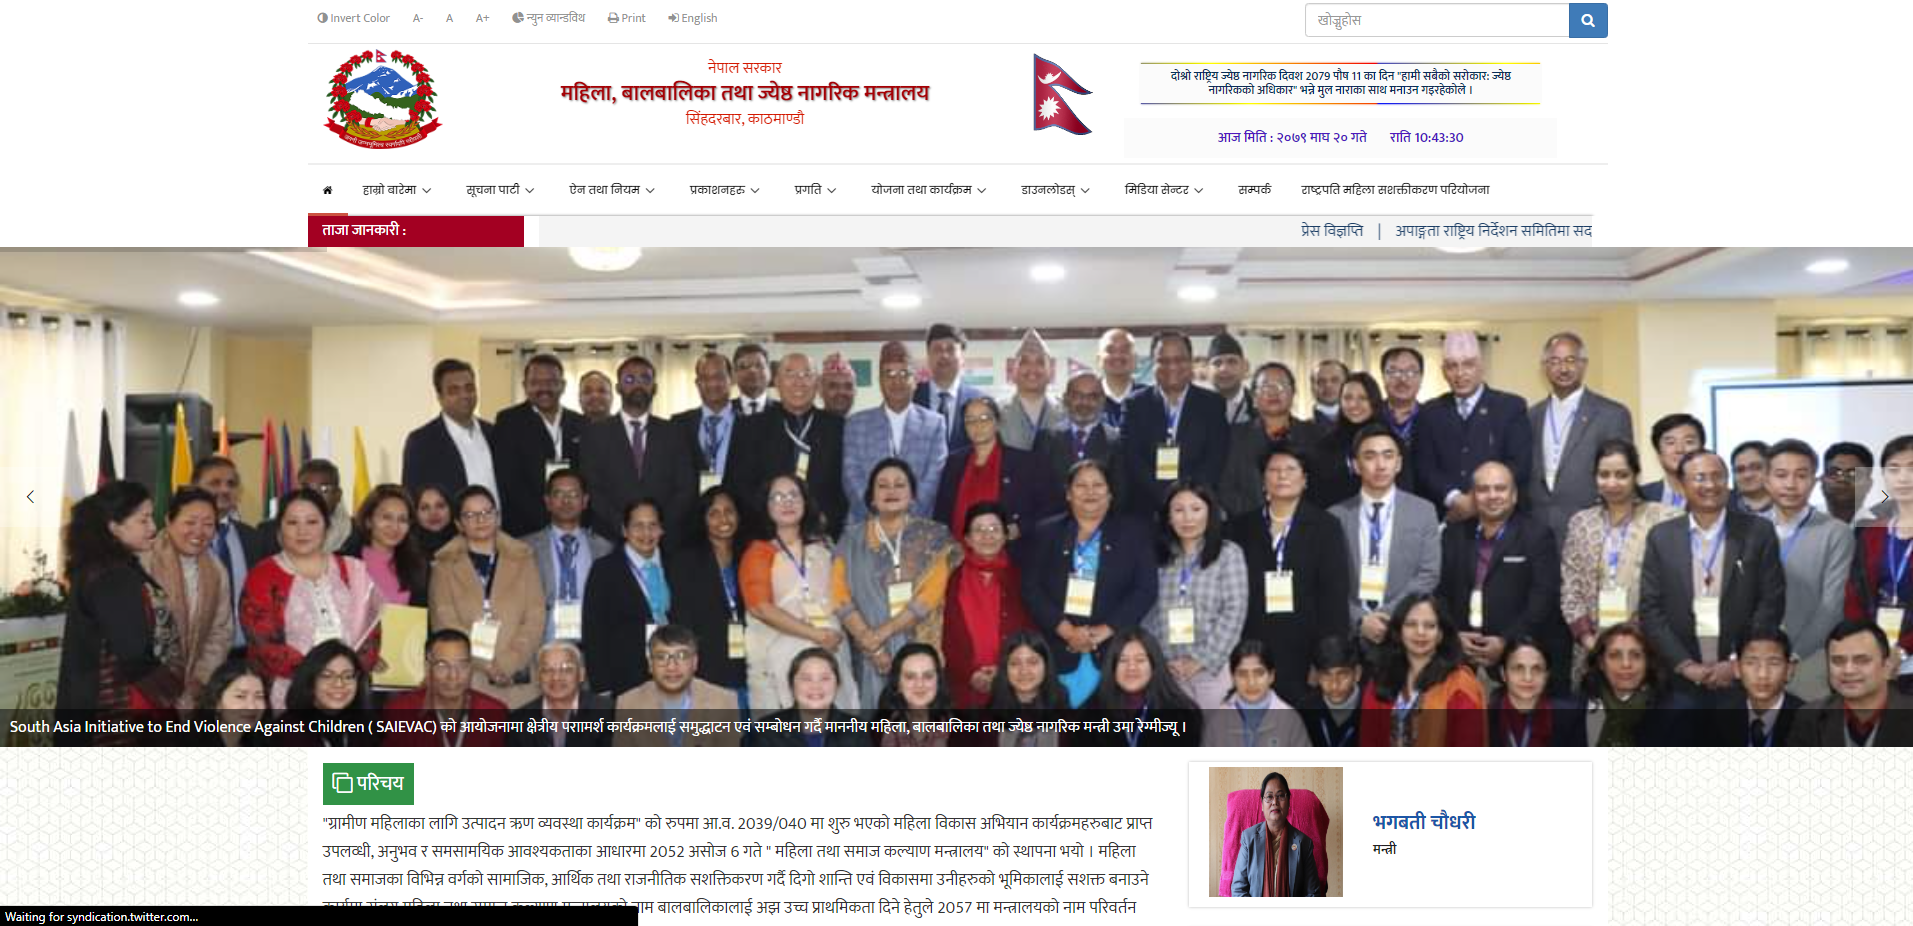 Invert Color A- A A+ न्युन व्यान्डविथ Print English
खोज्नुहोस
नेपाल सरकार
महिला, बालबालिका तथा ज्येष्ठ नागरिक मन्त्रालय
सिंहदरबार, काठमाण्डौ
दोश्रो राष्ट्रिय ज्येष्ठ नागरिक दिवश 2079 पौष 11 का दिन "हामी सबैको सरोकार: ज्येष्ठ
नागरिकको अधिकार" भन्ने मुल नाराका साथ मनाउन गइरहेकोले ।
आज मिति : २०७९ माघ २० गते राति 10:43:30
हाम्रो बारेमा सूचना पाटी ऐन तथा नियम प्रकाशनहरु प्रगति योजना तथा कार्यक्रम डाउनलोडस् मिडिया सेन्टर सम्पर्क राष्ट्रपति महिला सशक्तीकरण परियोजना
ताजा जानकारी :
प्रेस विज्ञप्ति | अपाङ्गता राष्ट्रिय निर्देशन समितिमा सद
South Asia Initiative to End Violence Against Children ( SAIEVAC) को आयोजनामा क्षेत्रीय पराामर्श कार्यक्रमलाई समुद्धाटन एवं सम्बोधन गर्दै माननीय महिला, बालबालिका तथा ज्येष्ठ नागरिक मन्त्री उमा रेग्मीज्यू ।
परिचय
"ग्रामीण महिलाका लागि उत्पादन ऋण व्यवस्था कार्यक्रम" को रुपमा आ.व. 2039/040 मा शुरु भएको महिला विकास अभियान कार्यक्रमहरुबाट प्राप्त
उपलव्धी, अनुभव र समसामयिक आवश्यकताका आधारमा 2052 असोज 6 गते " महिला तथा समाज कल्याण मन्त्रालय" को स्थापना भयो । महिला
तथा समाजका विभिन्न वर्गको सामाजिक, आर्थिक तथा राजनीतिक सशक्तिकरण गर्दै दिगो शान्ति एवं विकासमा उनीहरुको भूमिकालाई सशक्त बनाउने
नाम बालबालिकालाई अझ उच्च प्राथमिकता दिने हेतुले 2057 मा मन्त्रालयको नाम परिवर्तन
भगबती चौधरी
मन्त्री
Waiting for syndication.twitter.com...